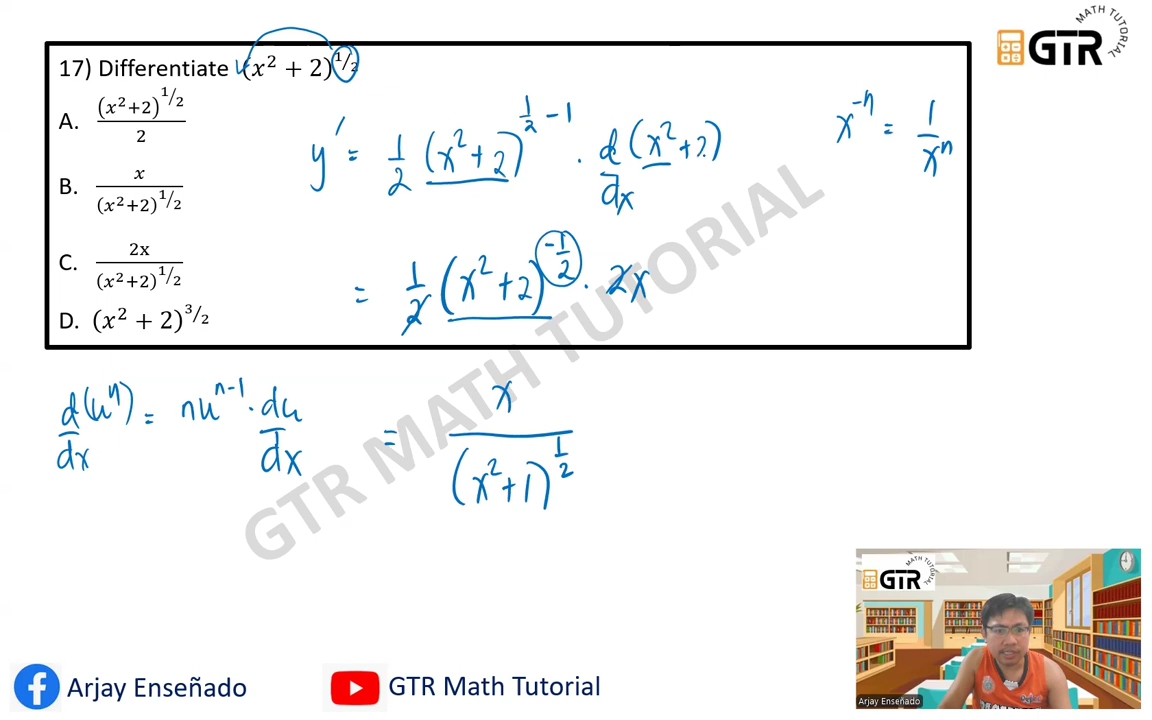 MATH TUTORIAL
GTR
17) Differentiate (x² + 2)^1/2
A. (x²+2)^1/2 / 2
B. x / (x²+2)^1/2
C. 2x / (x²+2)^1/2
D. (x² + 2)^3/2
y' = 1/2 (x²+2)^(1/2 - 1) · d/dx (x²+2)
x^-n = 1/x^n
= 1/2 (x²+2)^(-1/2) · 2x
d/dx (u^n) = nu^(n-1) · du/dx
= x / (x²+1)^1/2
GTR MATH TUTORIAL
MATH TUTORIAL
GTR
Arjay Enseñado
Arjay Enseñado
GTR Math Tutorial